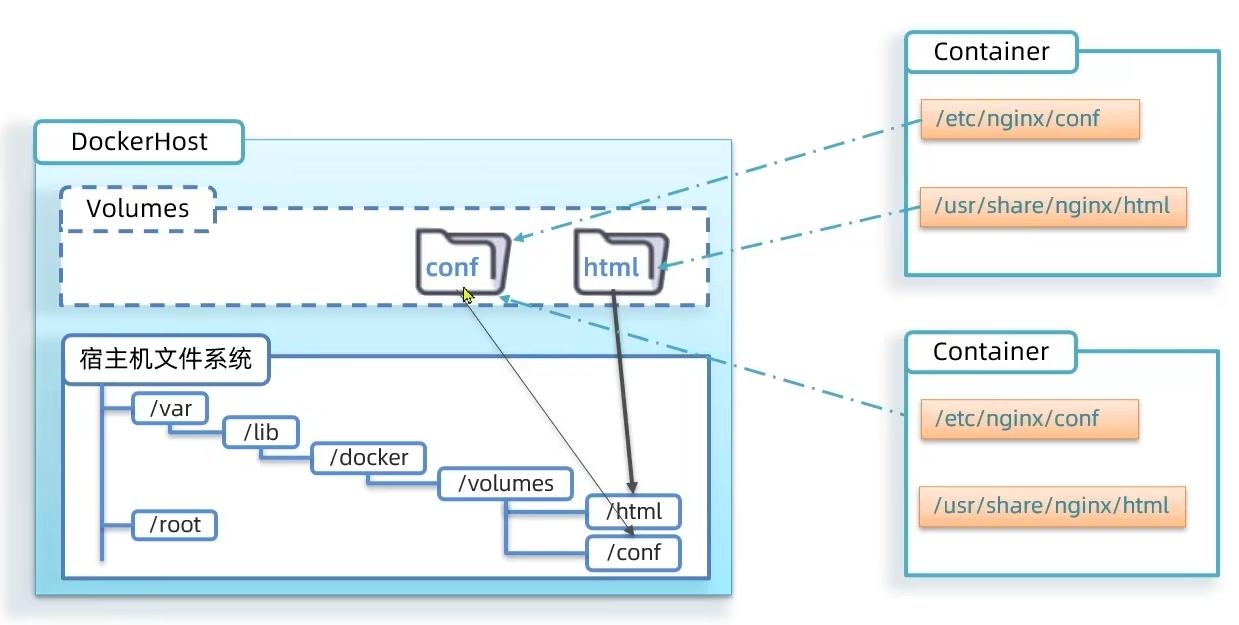 DockerHost
Volumes
conf
html
宿主机文件系统
/var
/lib
/docker
/volumes
/html
/root
/conf
Container
/etc/nginx/conf
/usr/share/nginx/html
Container
/etc/nginx/conf
/usr/share/nginx/html